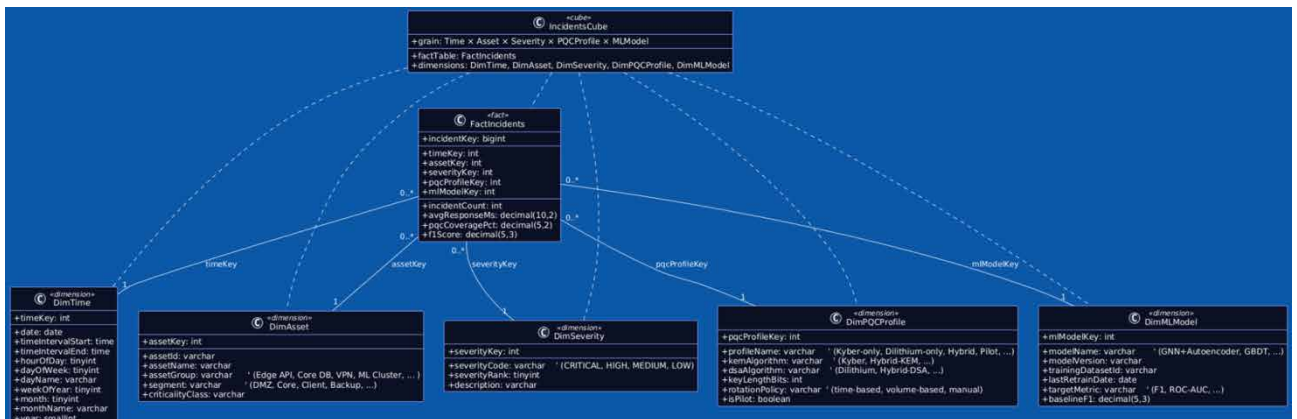 «cube»
C IncidentsCube
+grain: Time × Asset × Severity × PQCProfile × MLModel
+factTable: FactIncidents
+dimensions: DimTime, DimAsset, DimSeverity, DimPQCProfile, DimMLModel
«fact»
C FactIncidents
+incidentKey: bigint
+timeKey: int
+assetKey: int
+severityKey: int
+pqcProfileKey: int
+mlModelKey: int
+incidentCount: int
+avgResponseMs: decimal(10,2)
+pqcCoveragePct: decimal(5,2)
+f1Score: decimal(5,3)
0..*
0..*
0..*
0..*
0..*
timeKey
assetKey
severityKey
pqcProfileKey
mlModelKey
1
1
1
1
1
«dimension»
C DimTime
+timeKey: int
+date: date
+timeIntervalStart: time
+timeIntervalEnd: time
+hourOfDay: tinyint
+dayOfWeek: tinyint
+dayName: varchar
+weekOfYear: tinyint
+month: tinyint
+monthName: varchar
+year: smallint
«dimension»
C DimAsset
+assetKey: int
+assetId: varchar
+assetName: varchar
+assetGroup: varchar ' (Edge API, Core DB, VPN, ML Cluster, ...)
+segment: varchar ' (DMZ, Core, Client, Backup, ...)
+criticalityClass: varchar
«dimension»
C DimSeverity
+severityKey: int
+severityCode: varchar ' (CRITICAL, HIGH, MEDIUM, LOW)
+severityRank: tinyint
+description: varchar
«dimension»
C DimPQCProfile
+pqcProfileKey: int
+profileName: varchar ' (Kyber-only, Dilithium-only, Hybrid, Pilot, ...)
+kemAlgorithm: varchar ' (Kyber, Hybrid-KEM, ...)
+dsaAlgorithm: varchar ' (Dilithium, Hybrid-DSA, ...)
+keyLengthBits: int
+rotationPolicy: varchar ' (time-based, volume-based, manual)
+isPilot: boolean
«dimension»
C DimMLModel
+mlModelKey: int
+modelName: varchar ' (GNN+Autoencoder, GBDT, ...)
+modelVersion: varchar
+trainingDatasetId: varchar
+lastRetrainDate: date
+targetMetric: varchar ' (F1, ROC-AUC, ...)
+baselineF1: decimal(5,3)